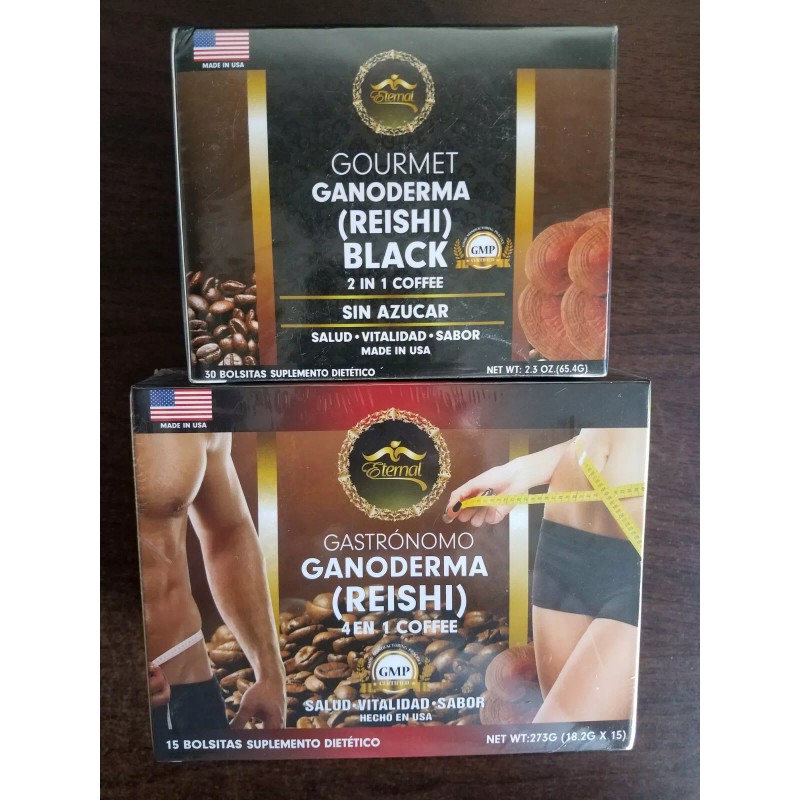 MADE IN USA
Eternal
GOURMET
GANODERMA
(REISHI)
BLACK
GMP
CERTIFIED
2 IN 1 COFFEE
SIN AZUCAR
SALUD • VITALIDAD • SABOR
MADE IN USA
30 BOLSITAS SUPLEMENTO DIETÉTICO
NET WT: 2.3 OZ.(65.4G)
MADE IN USA
Eternal
GASTRÓNOMO
GANODERMA
(REISHI)
4 EN 1 COFFEE
GMP
CERTIFIED
SALUD•VITALIDAD•SABOR
HECHO EN USA
15 BOLSITAS SUPLEMENTO DIETÉTICO
NET WT:273G (18.2G X 15)